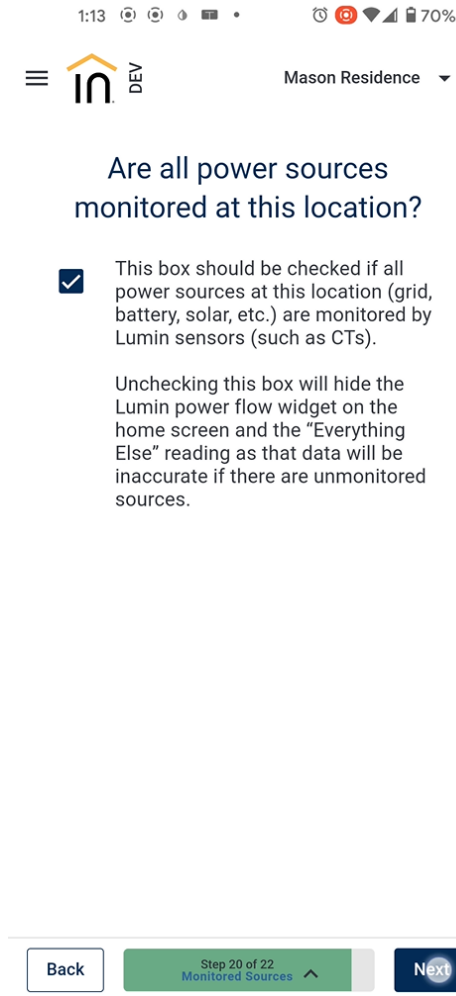 1:13
70%
in
DEV
Mason Residence
Are all power sources
monitored at this location?
This box should be checked if all
power sources at this location (grid,
battery, solar, etc.) are monitored by
Lumin sensors (such as CTs).
Unchecking this box will hide the
Lumin power flow widget on the
home screen and the “Everything
Else” reading as that data will be
inaccurate if there are unmonitored
sources.
Back
Step 20 of 22
Monitored Sources
Next